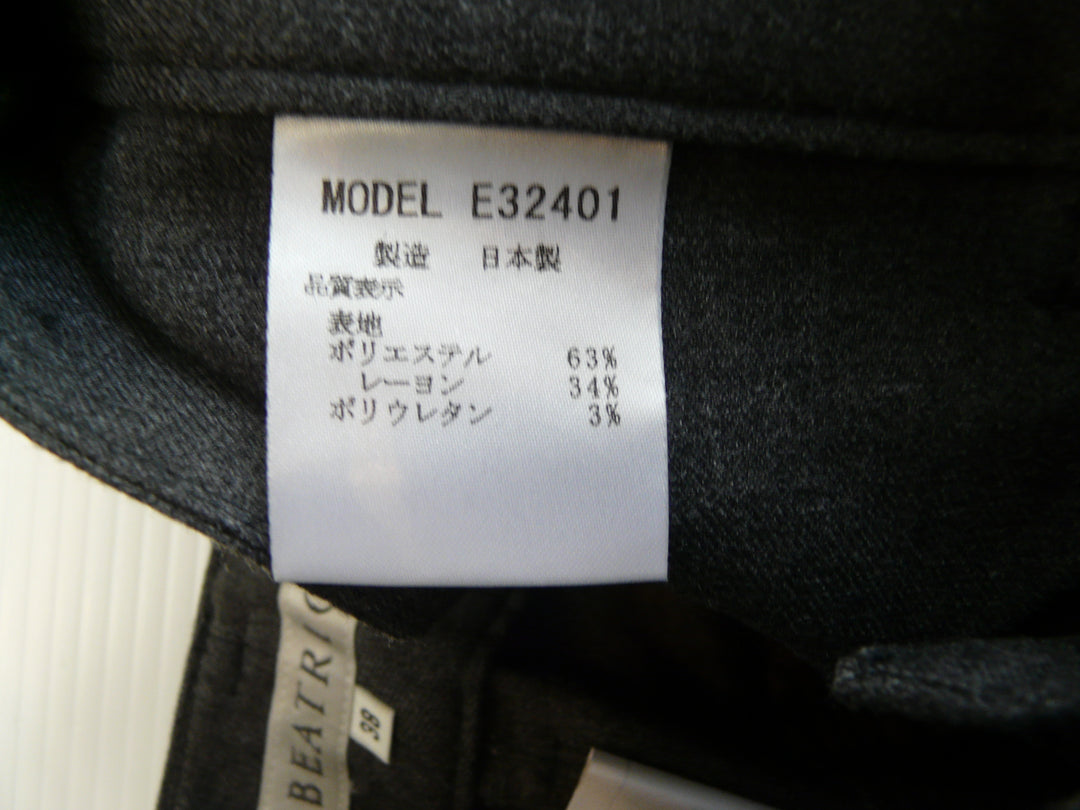 MODEL E32401
製造 日本製
品質表示
表地
ポリエステル 63%
レーヨン 34%
ポリウレタン 3%
BEATRIC
38